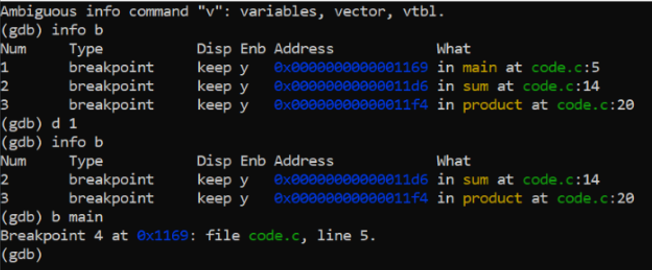 Ambiguous info command "v": variables, vector, vtbl.
(gdb) info b
Num     Type           Disp Enb Address            What
1       breakpoint     keep y   0x0000000000001169 in main at code.c:5
2       breakpoint     keep y   0x00000000000011d6 in sum at code.c:14
3       breakpoint     keep y   0x00000000000011f4 in product at code.c:20
(gdb) d 1
(gdb) info b
Num     Type           Disp Enb Address            What
2       breakpoint     keep y   0x00000000000011d6 in sum at code.c:14
3       breakpoint     keep y   0x00000000000011f4 in product at code.c:20
(gdb) b main
Breakpoint 4 at 0x1169: file code.c, line 5.
(gdb)